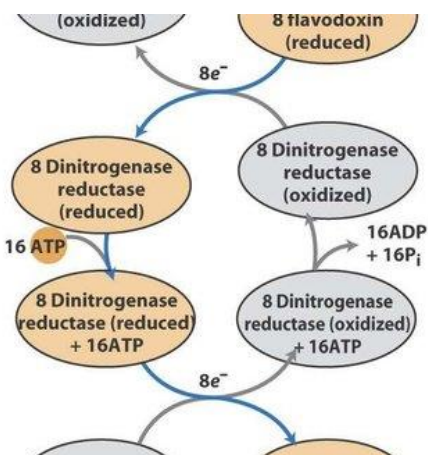 (oxidized)
8 flavodoxin
(reduced)
8e⁻
8 Dinitrogenase
reductase
(reduced)
8 Dinitrogenase
reductase
(oxidized)
16 ATP
16ADP
+ 16Pᵢ
8 Dinitrogenase
reductase (reduced)
+ 16ATP
8 Dinitrogenase
reductase (oxidized)
+ 16ATP
8e⁻